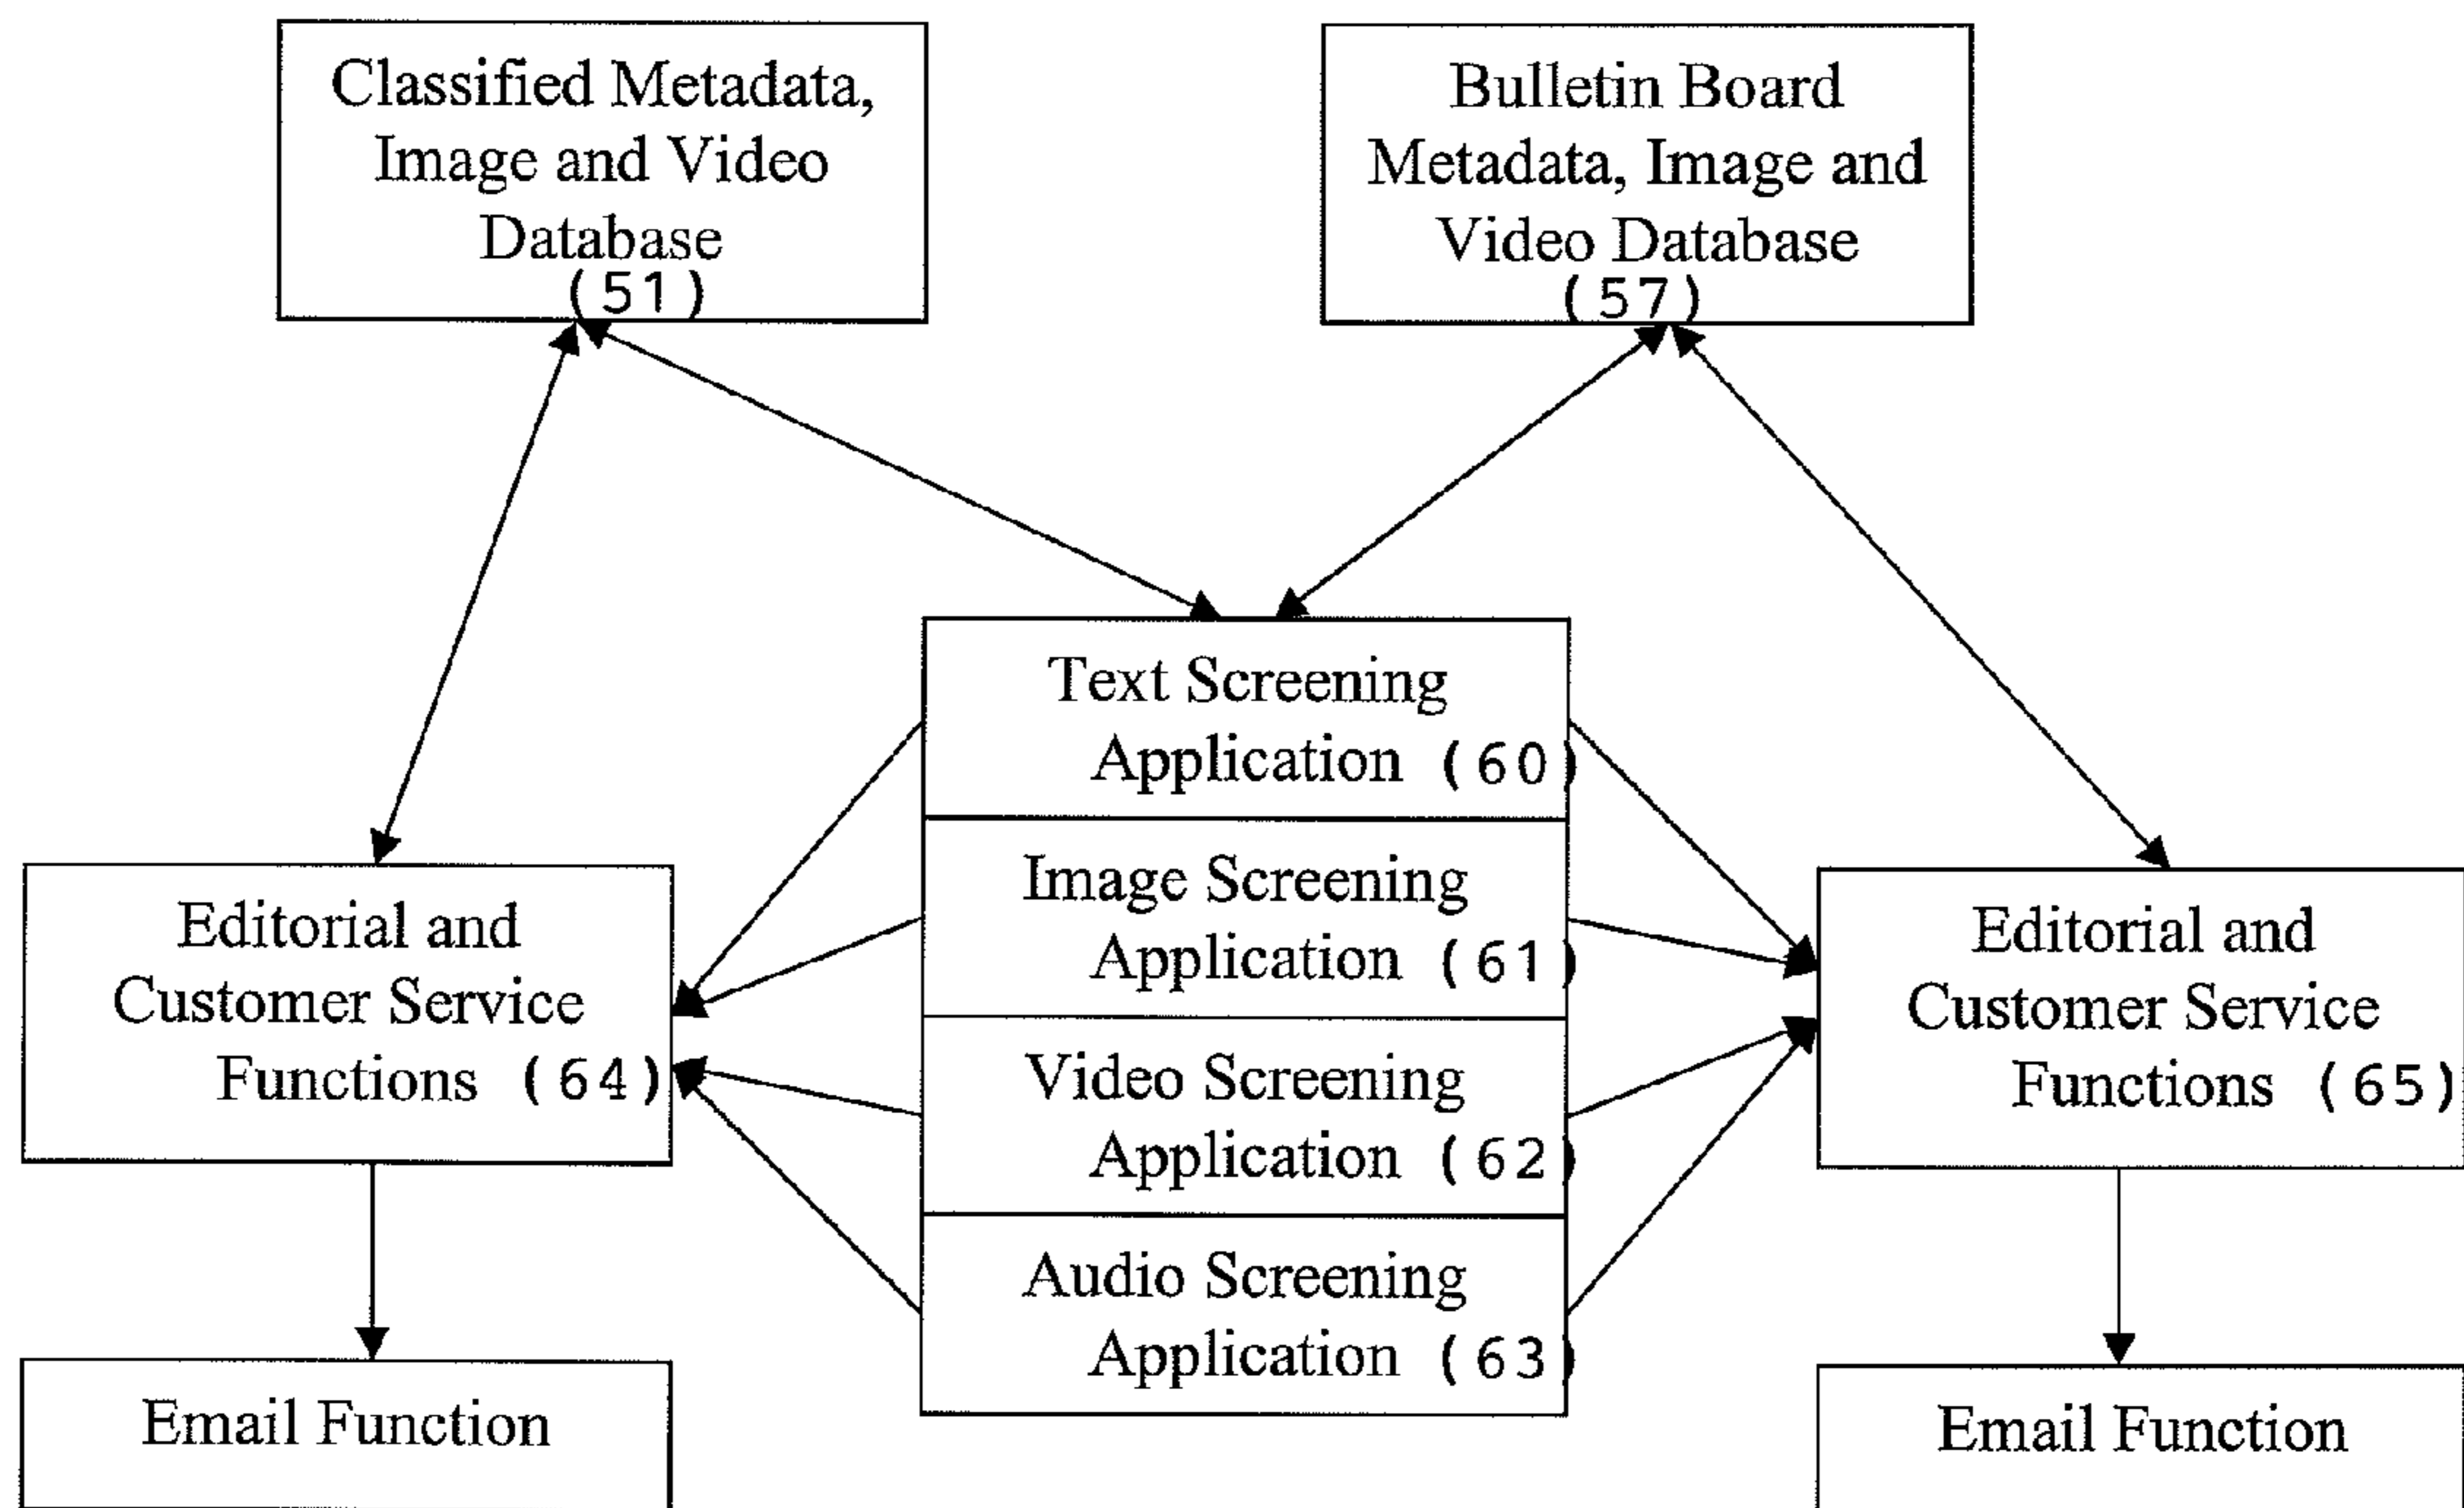 Classified Metadata,
Image and Video
Database
(51)
Bulletin Board
Metadata, Image and
Video Database
(57)
Text Screening
Application (60)
Image Screening
Application (61)
Video Screening
Application (62)
Audio Screening
Application (63)
Editorial and
Customer Service
Functions (64)
Editorial and
Customer Service
Functions (65)
Email Function
Email Function